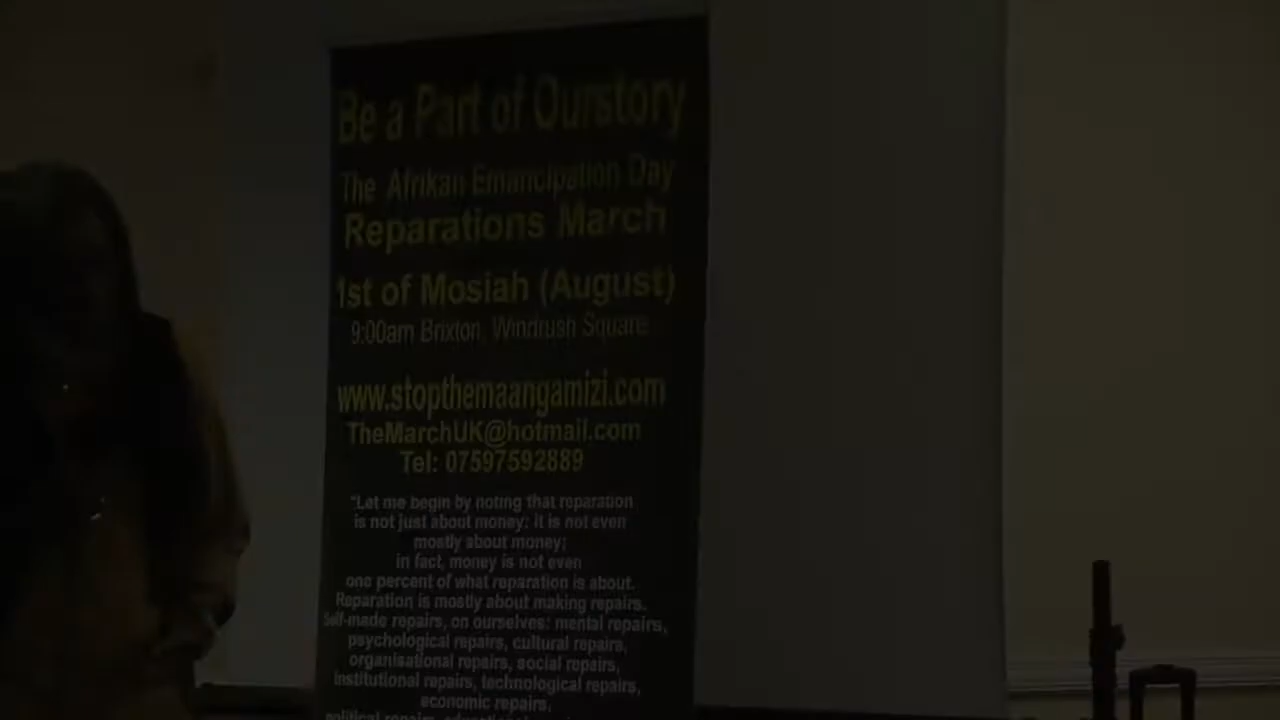 Be a Part of Ourstory
The Afrikan Emancipation Day
Reparations March
1st of Mosiah (August)
9:00am Brixton, Windrush Square
www.stopthemaangamizi.com
TheMarchUK@hotmail.com
Tel: 07597592889
"Let me begin by noting that reparation
is not just about money: it is not even
mostly about money;
in fact, money is not even
one percent of what reparation is about.
Reparation is mostly about making repairs.
Self-made repairs, on ourselves: mental repairs,
psychological repairs, cultural repairs,
organisational repairs, social repairs,
institutional repairs, technological repairs,
economic repairs,
political repairs, educational